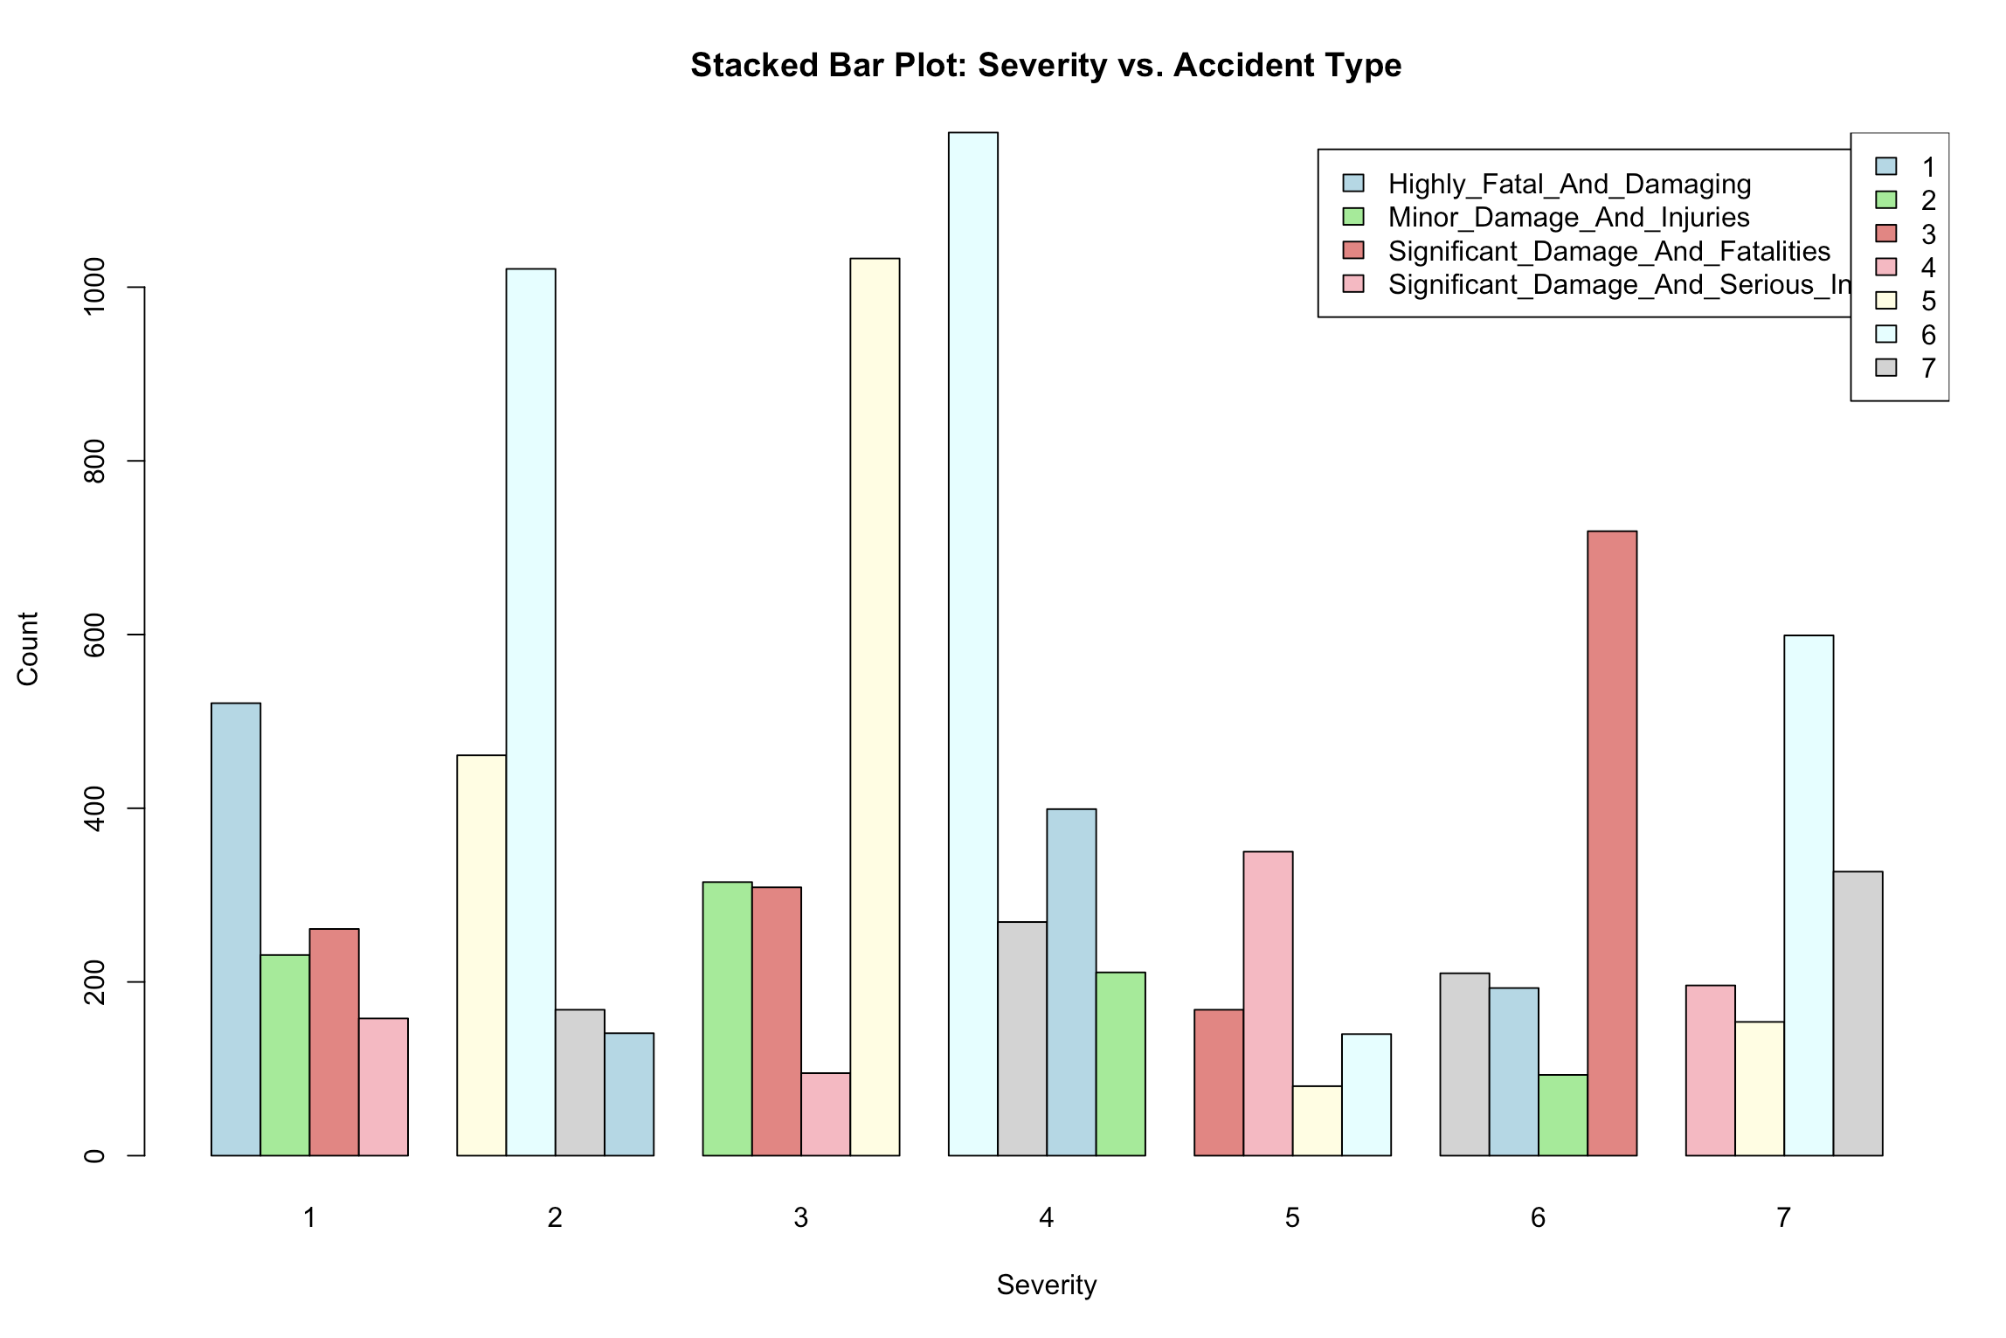 Stacked Bar Plot: Severity vs. Accident Type
Highly_Fatal_And_Damaging
Minor_Damage_And_Injuries
Significant_Damage_And_Fatalities
Significant_Damage_And_Serious_In
1
2
3
4
5
6
7
Count
1000
800
600
400
200
0
1 2 3 4 5 6 7
Severity